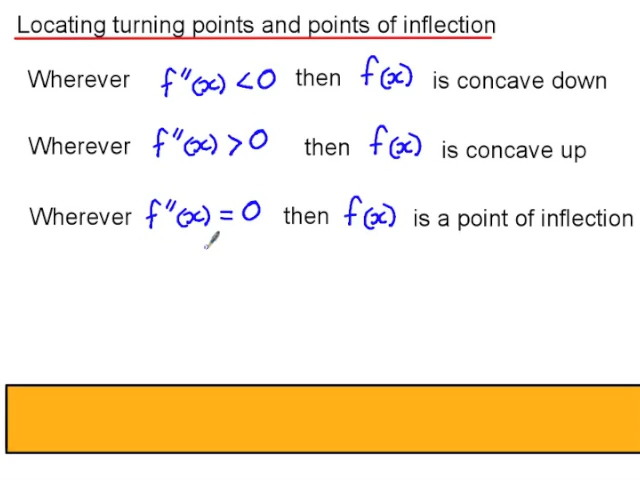 Locating turning points and points of inflection
Wherever f''(x) < 0 then f(x) is concave down
Wherever f''(x) > 0 then f(x) is concave up
Wherever f''(x) = 0 then f(x) is a point of inflection